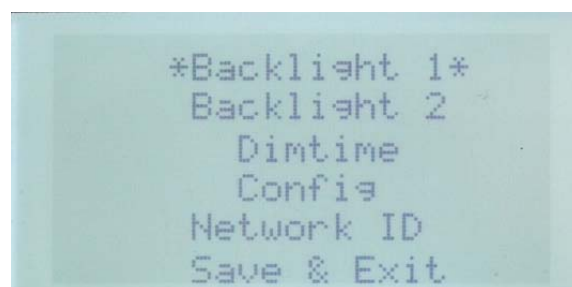 *Backlight 1*
Backlight 2
Dimtime
Config
Network ID
Save & Exit